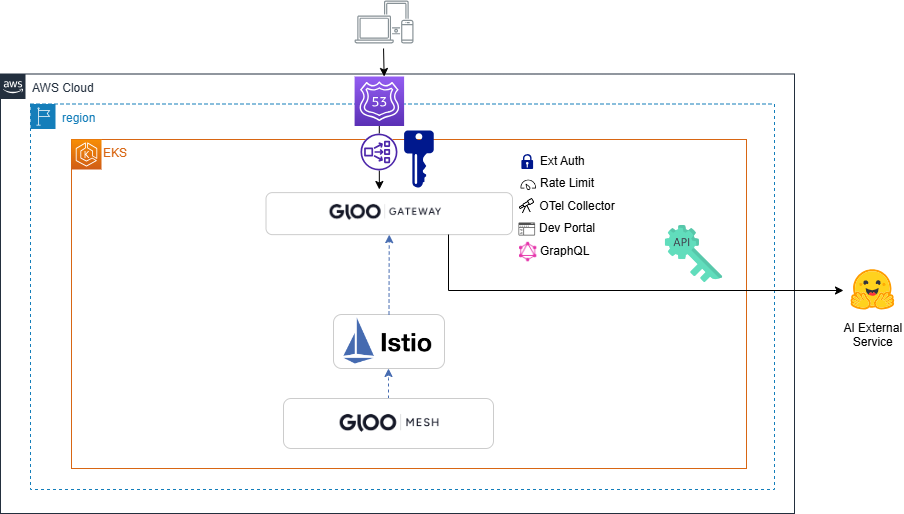 aws
AWS Cloud
53
region
K
EKS
Ext Auth
GLOO GATEWAY
Rate Limit
OTel Collector
Dev Portal
GraphQL
API
AI External
Service
Istio
GLOO MESH